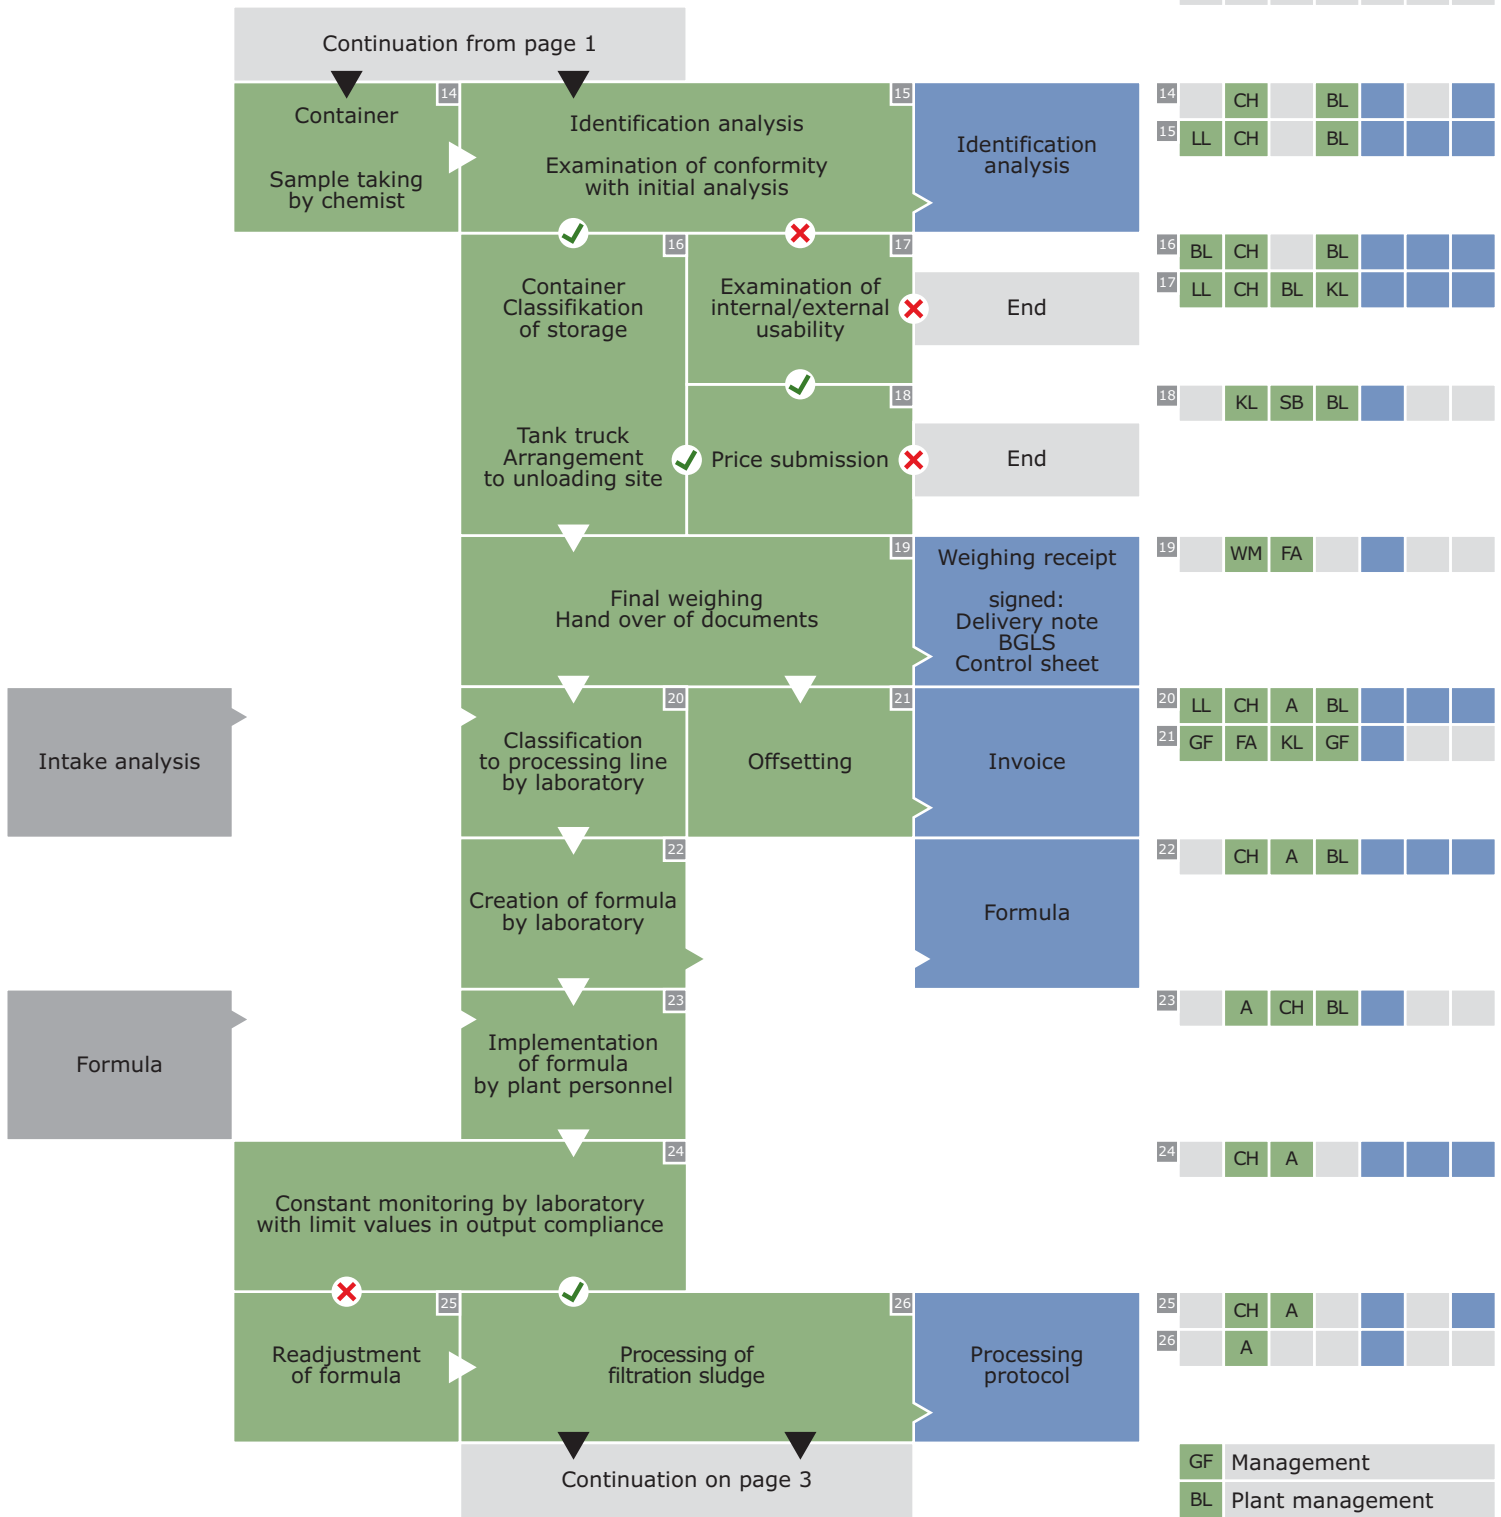 Continuation from page 1
14
Container
Sample taking
by chemist
15
Identification analysis
Examination of conformity
with initial analysis
Identification
analysis
14 CH BL
15 LL CH BL
16
Container
Classifikation
of storage
Tank truck
Arrangement
to unloading site
17
Examination of
internal/external
usability
End
16 BL CH BL
17 LL CH BL KL
18
Price submission
End
18 KL SB BL
19
Final weighing
Hand over of documents
Weighing receipt
signed:
Delivery note
BGLS
Control sheet
19 WM FA
Intake analysis
20
Classification
to processing line
by laboratory
21
Offsetting
Invoice
20 LL CH A BL
21 GF FA KL GF
22
Creation of formula
by laboratory
Formula
22 CH A BL
Formula
23
Implementation
of formula
by plant personnel
23 A CH BL
24
Constant monitoring by laboratory
with limit values in output compliance
24 CH A
25
Readjustment
of formula
26
Processing of
filtration sludge
Processing
protocol
25 CH A
26 A
Continuation on page 3
GF Management
BL Plant management